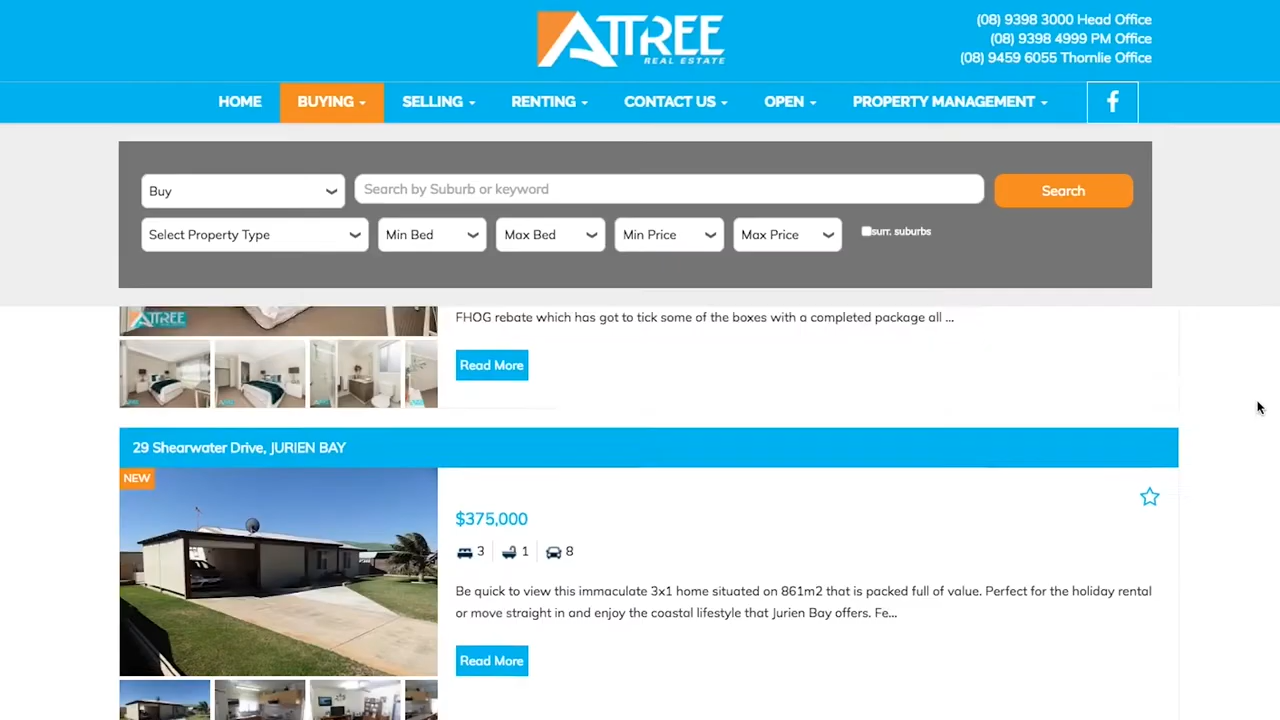 ATTREE
REAL ESTATE
(08) 9398 3000 Head Office
(08) 9398 4999 PM Office
(08) 9459 6055 Thornlie Office
HOME
BUYING
SELLING
RENTING
CONTACT US
OPEN
PROPERTY MANAGEMENT
f
Buy
Search by Suburb or keyword
Search
Select Property Type
Min Bed
Max Bed
Min Price
Max Price
surr. suburbs
ATTREE
FHOG rebate which has got to tick some of the boxes with a completed package all ...
Read More
29 Shearwater Drive, JURIEN BAY
NEW
$375,000
3
1
8
Be quick to view this immaculate 3x1 home situated on 861m2 that is packed full of value. Perfect for the holiday rental
or move straight in and enjoy the coastal lifestyle that Jurien Bay offers. Fe...
Read More